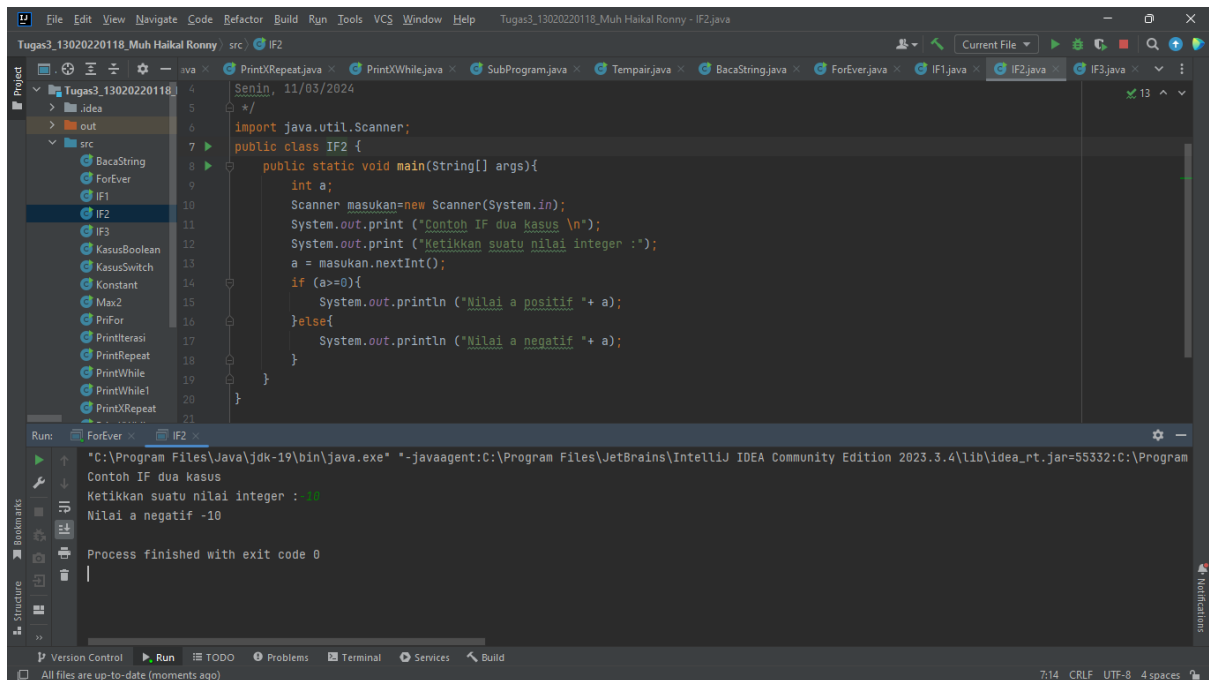 File Edit View Navigate Code Refactor Build Run Tools VCS Window Help Tugas3_13020220118_Muh Haikal Ronny - IF2.java
Tugas3_13020220118_Muh Haikal Ronny src IF2 Current File
Project
ava PrintXRepeat.java PrintXWhile.java SubProgram.java Tempair.java BacaString.java ForEver.java IF1.java IF2.java IF3.java
Tugas3_13020220118_
.idea
out
src
BacaString
ForEver
IF1
IF2
IF3
KasusBoolean
KasusSwitch
Konstant
Max2
PriFor
PrintIterasi
PrintRepeat
PrintWhile
PrintWhile1
PrintXRepeat
13
4 Senin, 11/03/2024
5 */
6 import java.util.Scanner;
7 public class IF2 {
8 public static void main(String[] args){
9 int a;
10 Scanner masukan=new Scanner(System.in);
11 System.out.print ("Contoh IF dua kasus \n");
12 System.out.print ("Ketikkan suatu nilai integer :");
13 a = masukan.nextInt();
14 if (a>=0){
15 System.out.println ("Nilai a positif "+ a);
16 }else{
17 System.out.println ("Nilai a negatif "+ a);
18 }
19 }
20 }
21
Run: ForEver IF2
"C:\Program Files\Java\jdk-19\bin\java.exe" "-javaagent:C:\Program Files\JetBrains\IntelliJ IDEA Community Edition 2023.3.4\lib\idea_rt.jar=55332:C:\Program
Contoh IF dua kasus
Ketikkan suatu nilai integer :-10
Nilai a negatif -10
Process finished with exit code 0
Bookmarks
Structure
Notifications
Version Control Run TODO Problems Terminal Services Build
All files are up-to-date (moments ago) 7:14 CRLF UTF-8 4 spaces